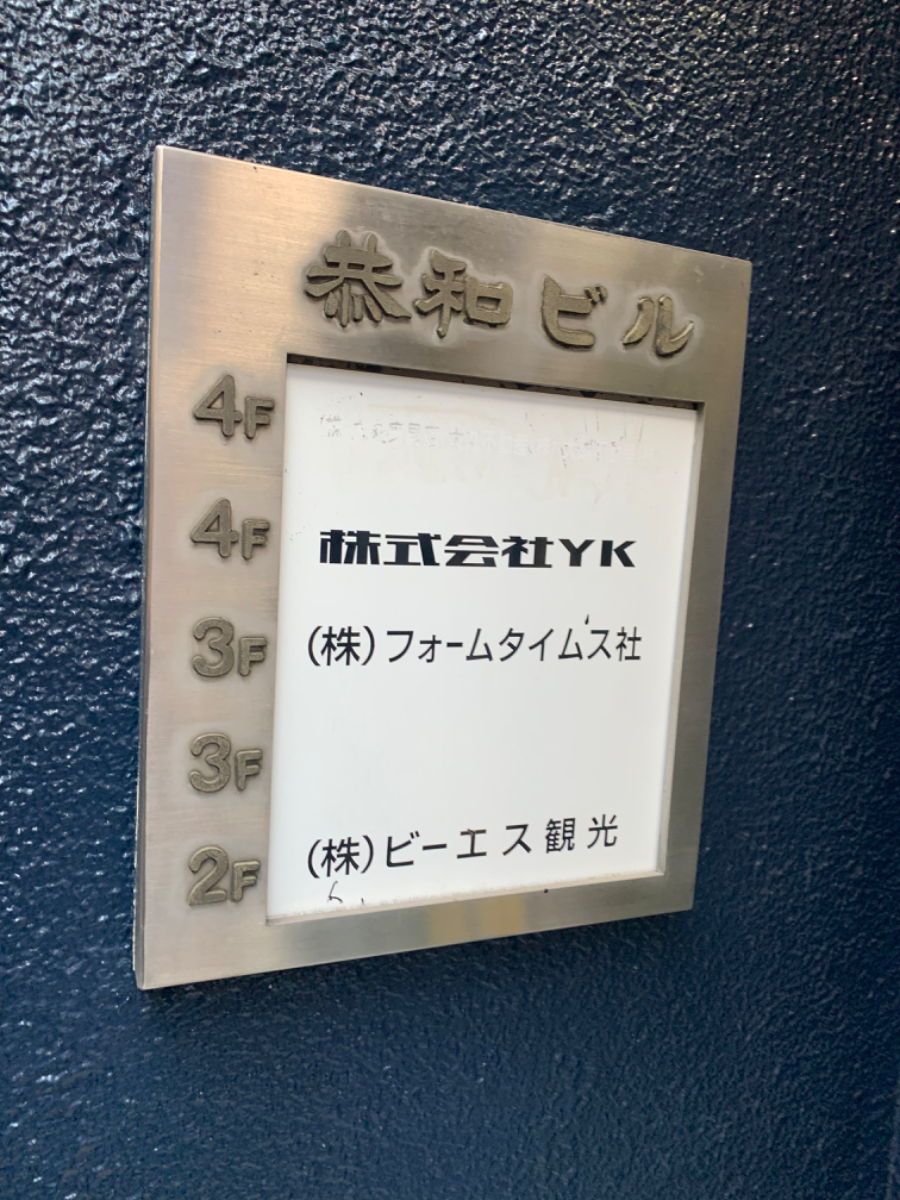 恭和ビル
4F
4F 株式会社YK
3F (株)フォームタイムス社
3F
2F (株)ビーエス観光